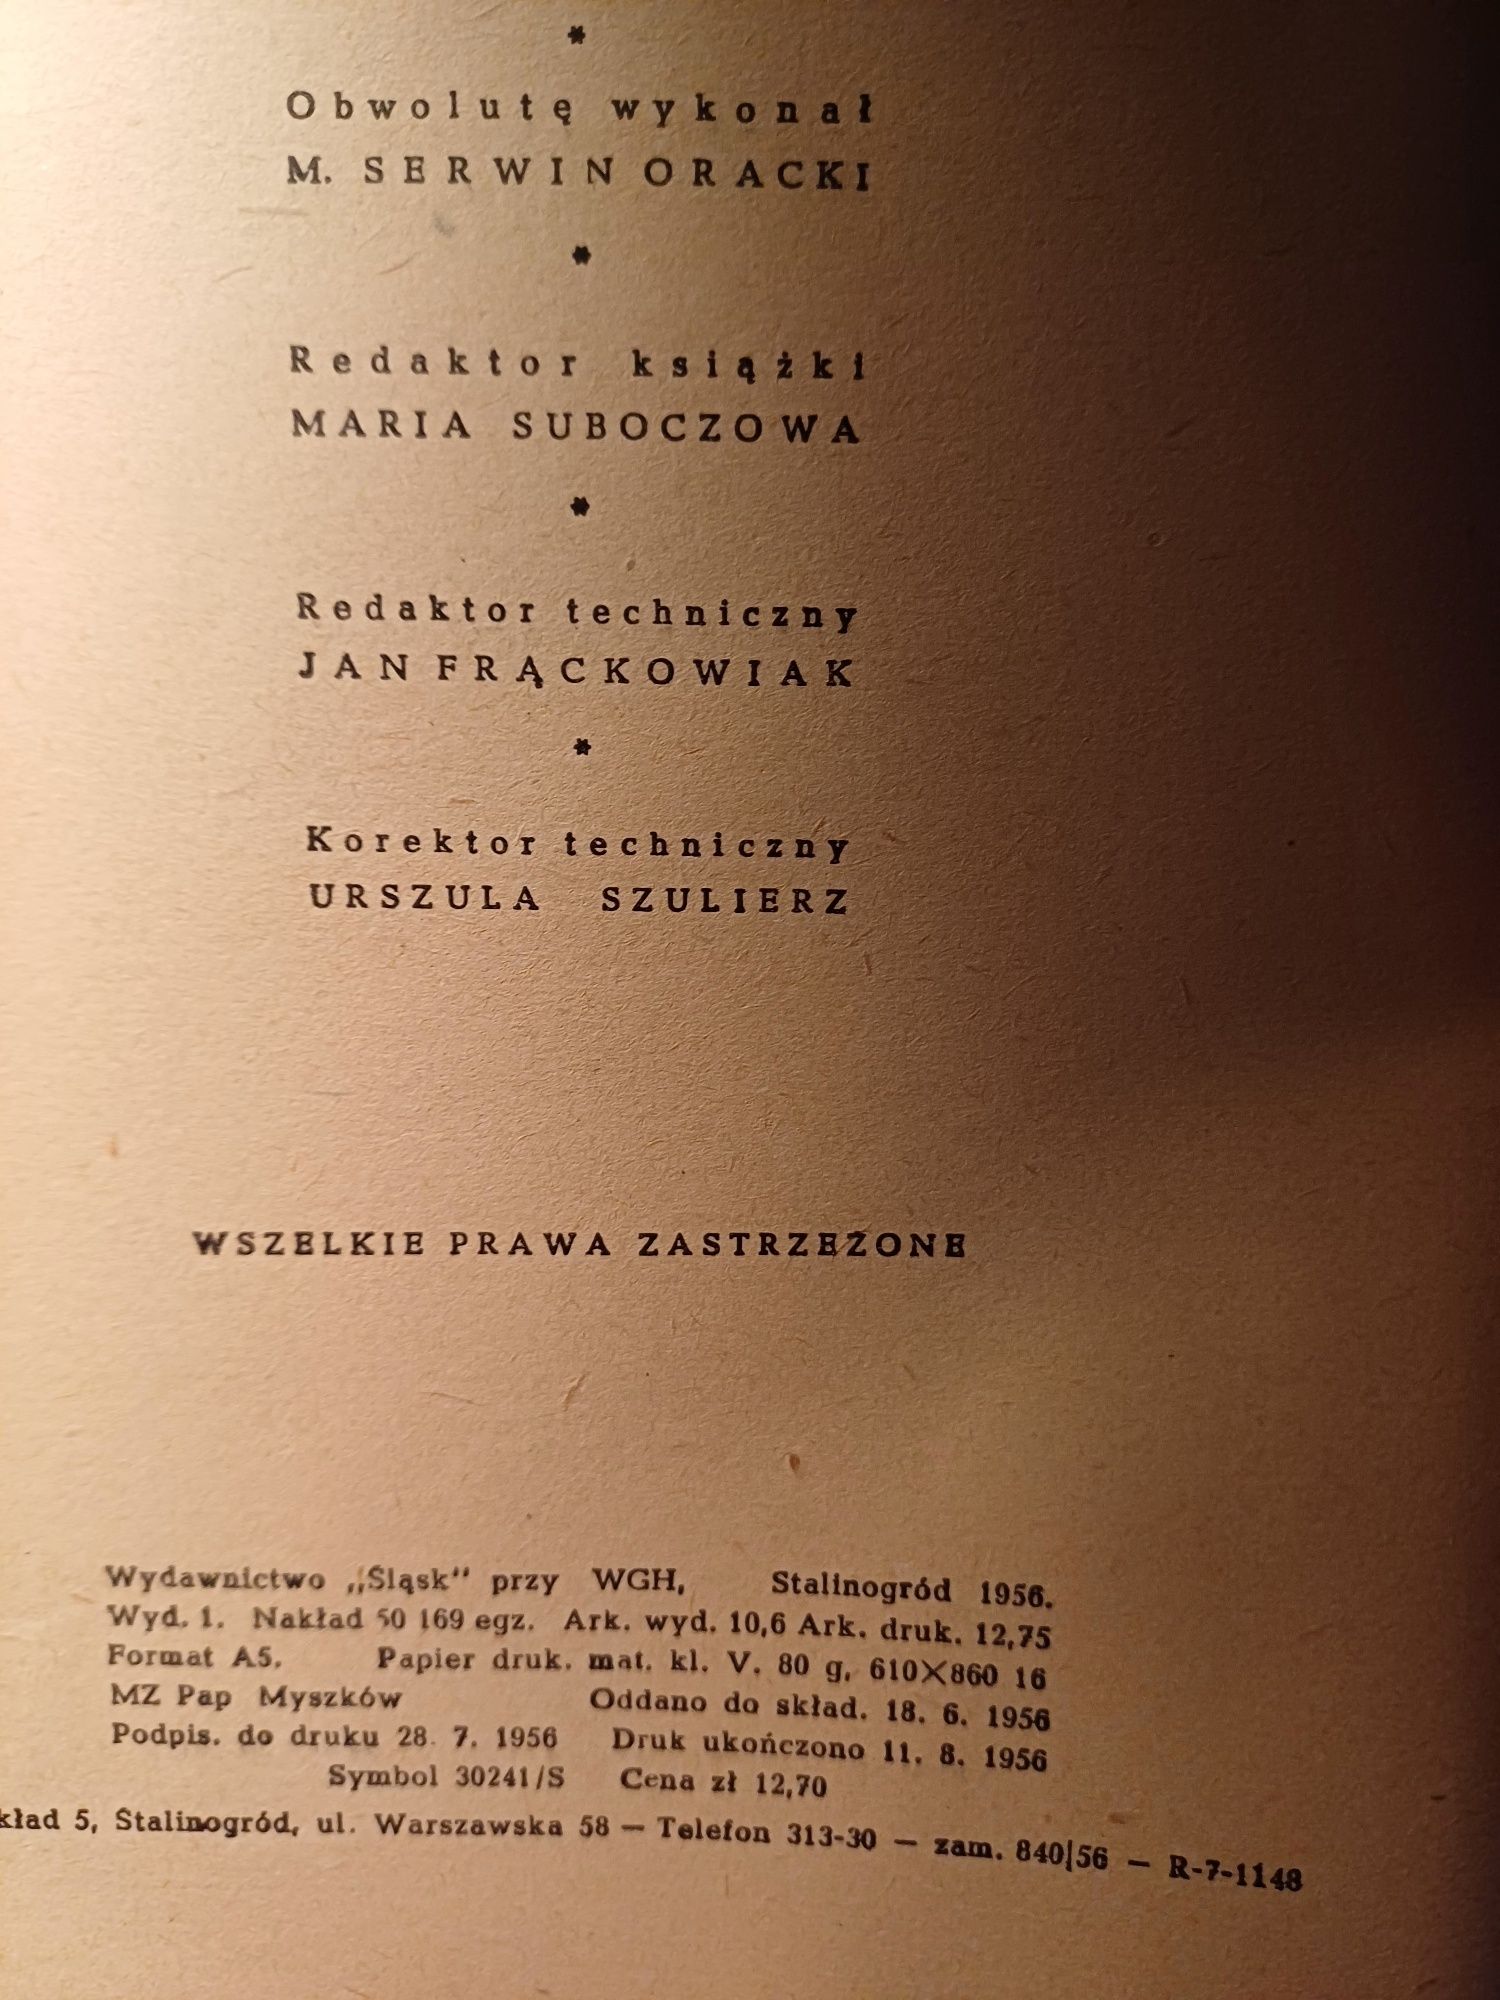 *
Obwolutę wykonał
M. SERWIN ORACKI
*
Redaktor książki
MARIA SUBOCZOWA
*
Redaktor techniczny
JAN FRĄCKOWIAK
*
Korektor techniczny
URSZULA SZULIERZ
WSZELKIE PRAWA ZASTRZEŻONE
Wydawnictwo „Śląsk" przy WGH, Stalinogród 1956.
Wyd. 1. Nakład 50 169 egz. Ark. wyd. 10,6 Ark. druk. 12,75
Format A5. Papier druk. mat. kl. V. 80 g, 610×860 16
MZ Pap Myszków Oddano do skład. 18. 6. 1956
Podpis. do druku 28. 7. 1956 Druk ukończono 11. 8. 1956
Symbol 30241/S Cena zł 12,70
kład 5, Stalinogród, ul. Warszawska 58 — Telefon 313-30 — zam. 840/56 — R-7-1148